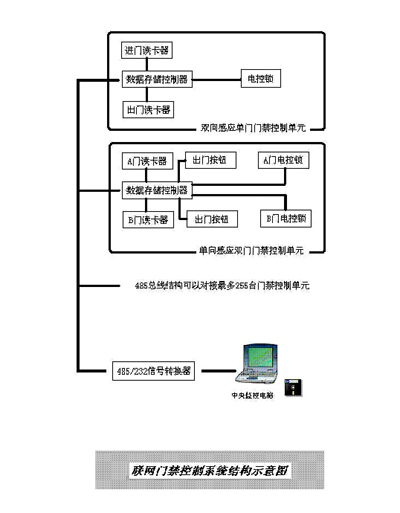 进门读卡器
数据存储控制器
电控锁
出门读卡器
双向感应单门门禁控制单元
A门读卡器
出门按钮
A门电控锁
数据存储控制器
B门读卡器
出门按钮
B门电控锁
单向感应双门门禁控制单元
485总线结构可以对接最多255台门禁控制单元
485/232信号转换器
中央监控电脑
联网门禁控制系统结构示意图